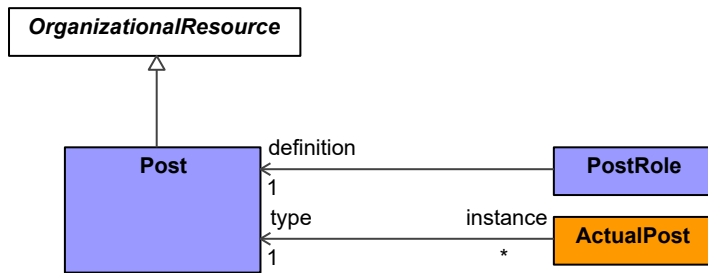 OrganizationalResource
Post
definition
1
PostRole
type
1
instance
*
ActualPost